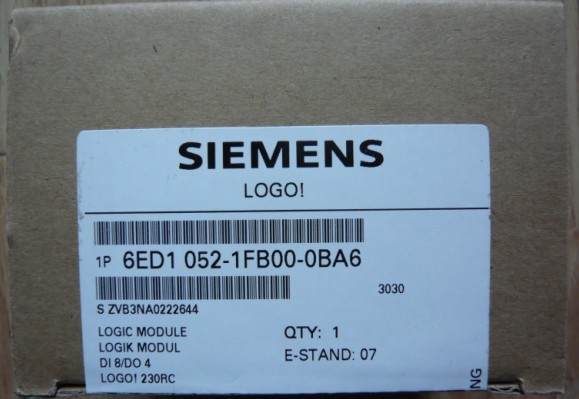 SIEMENS
LOGO!
1P 6ED1 052-1FB00-0BA6
3030
S ZVB3NA0222644
LOGIC MODULE
QTY: 1
LOGIK MODUL
E-STAND: 07
DI 8/DO 4
LOGO! 230RC
NG